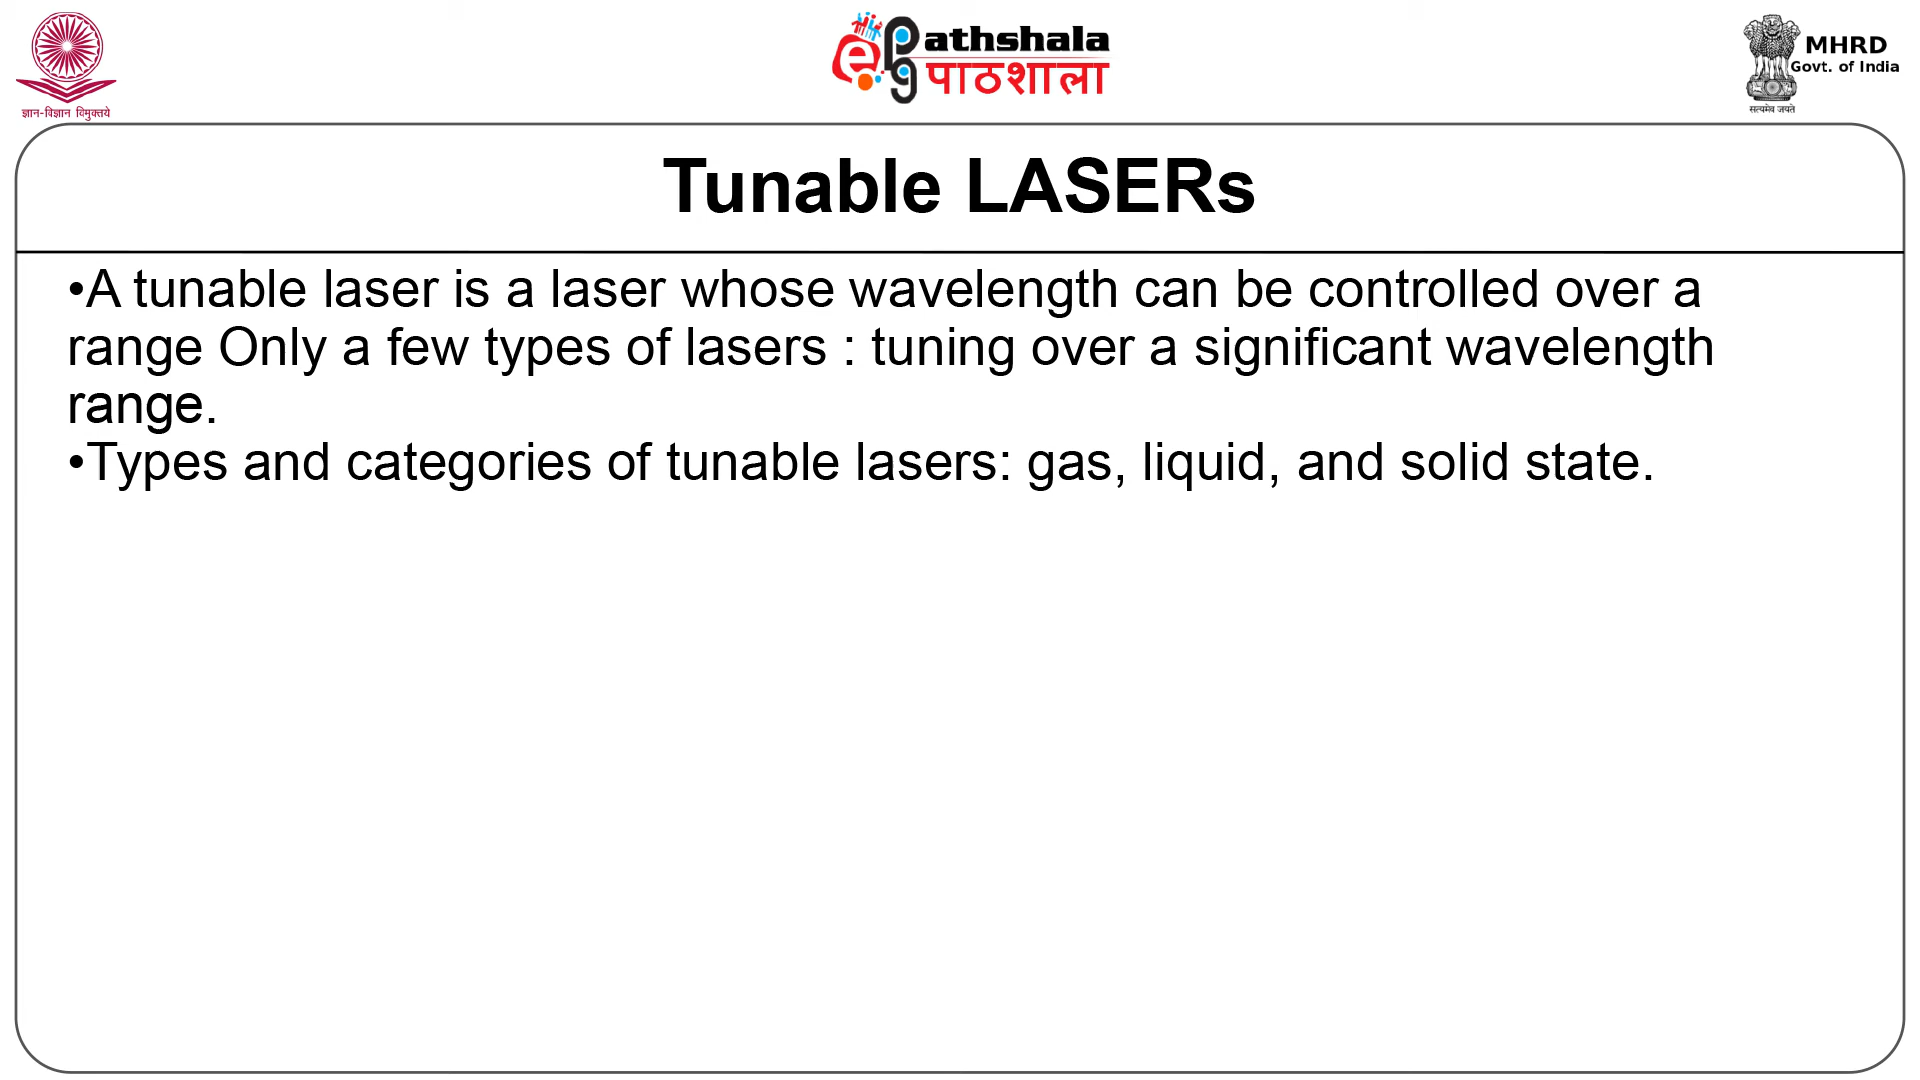 ज्ञान-विज्ञान विमुक्तये
e
Pg
athshala
पाठशाला
MHRD
Govt. of India
सत्यमेव जयते
Tunable LASERs
•A tunable laser is a laser whose wavelength can be controlled over a
range Only a few types of lasers : tuning over a significant wavelength
range.
•Types and categories of tunable lasers: gas, liquid, and solid state.